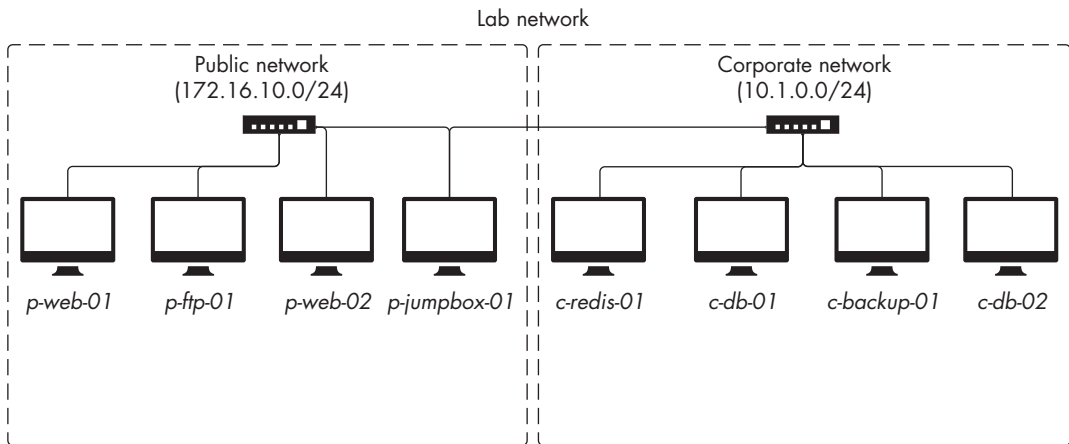 Lab network
Public network
(172.16.10.0/24)
Corporate network
(10.1.0.0/24)
p-web-01
p-ftp-01
p-web-02
p-jumpbox-01
c-redis-01
c-db-01
c-backup-01
c-db-02